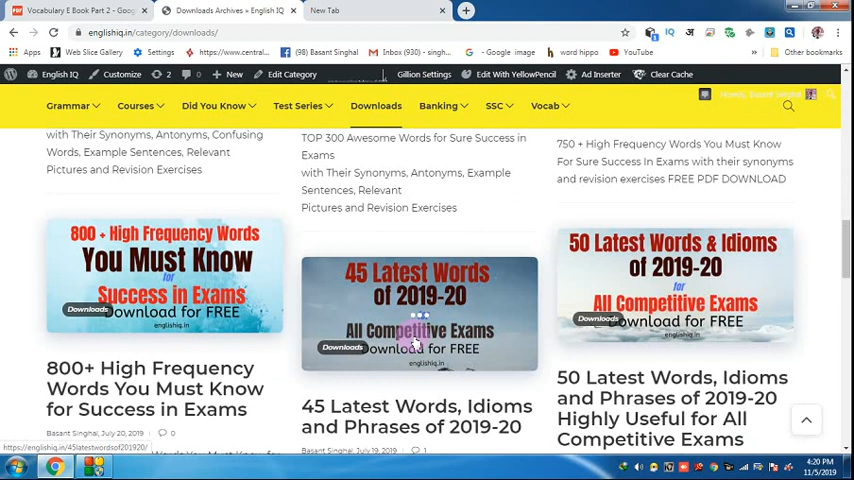 Vocabulary E Book Part 2 - Goog
Downloads Archives + English IQ
New Tab
englishiq.in/category/downloads/
Web Slice Gallery
Settings
https://www.central...
(98) Basant Singhal
Inbox (930) - singh...
- Google image
word hippo
YouTube
Other bookmarks
English IQ
Customize
2
0
New
Edit Category
Gillion Settings
Edit With YellowPencil
Ad Inserter
Clear Cache
Grammar
Courses
Did You Know
Test Series
Downloads
Banking
SSC
Vocab
with Their Synonyms, Antonyms, Confusing
Words, Example Sentences, Relevant
Pictures and Revision Exercises
TOP 300 Awesome Words for Sure Success in
Exams
with Their Synonyms, Antonyms, Example
Sentences, Relevant
Pictures and Revision Exercises
750 + High Frequency Words You Must Know
For Sure Success In Exams with their synonyms
and revision exercises FREE PDF DOWNLOAD
800 + High Frequency Words
You Must Know
for
Success in Exams
Downloads
Download for FREE
englishiq.in
800+ High Frequency
Words You Must Know
for Success in Exams
Basant Singhal, July 20, 2019
0
45 Latest Words
of 2019-20
All Competitive Exams
Downloads
Download for FREE
englishiq.in
45 Latest Words, Idioms
and Phrases of 2019-20
Basant Singhal, July 19, 2019
1
50 Latest Words & Idioms
of 2019-20
for
All Competitive Exams
Downloads
Download for FREE
englishiq.in
50 Latest Words, Idioms
and Phrases of 2019-20
Highly Useful for All
Competitive Exams
https://englishiq.in/45latestwordsof201920/
4:20 PM
11/5/2019